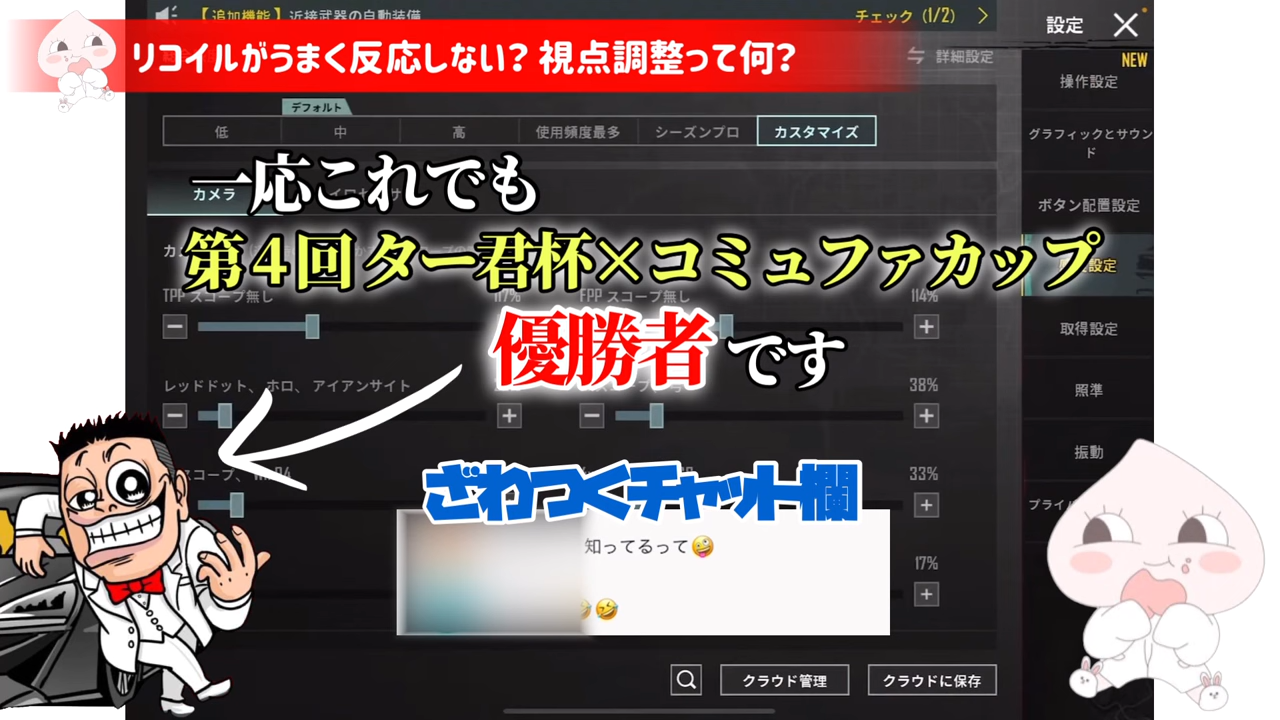 【追加機能】近接武器の自動装備
チェック (1/2)
設定
リコイルがうまく反応しない？ 視点調整って何？
詳細設定
NEW
操作設定
デフォルト
低
中
高
使用頻度最多
シーズンプロ
カスタマイズ
グラフィックとサウンド
カメラ
一応これでも
ボタン配置設定
第４回ター君杯×コミュファカップ
設定
TPP スコープ無し
117%
FPP スコープ無し
114%
優勝者です
取得設定
レッドドット、ホロ、アイアンサイト
38%
照準
振動
33%
ざわつくチャット欄
知ってるって🤪
🤣
17%
クラウド管理
クラウドに保存